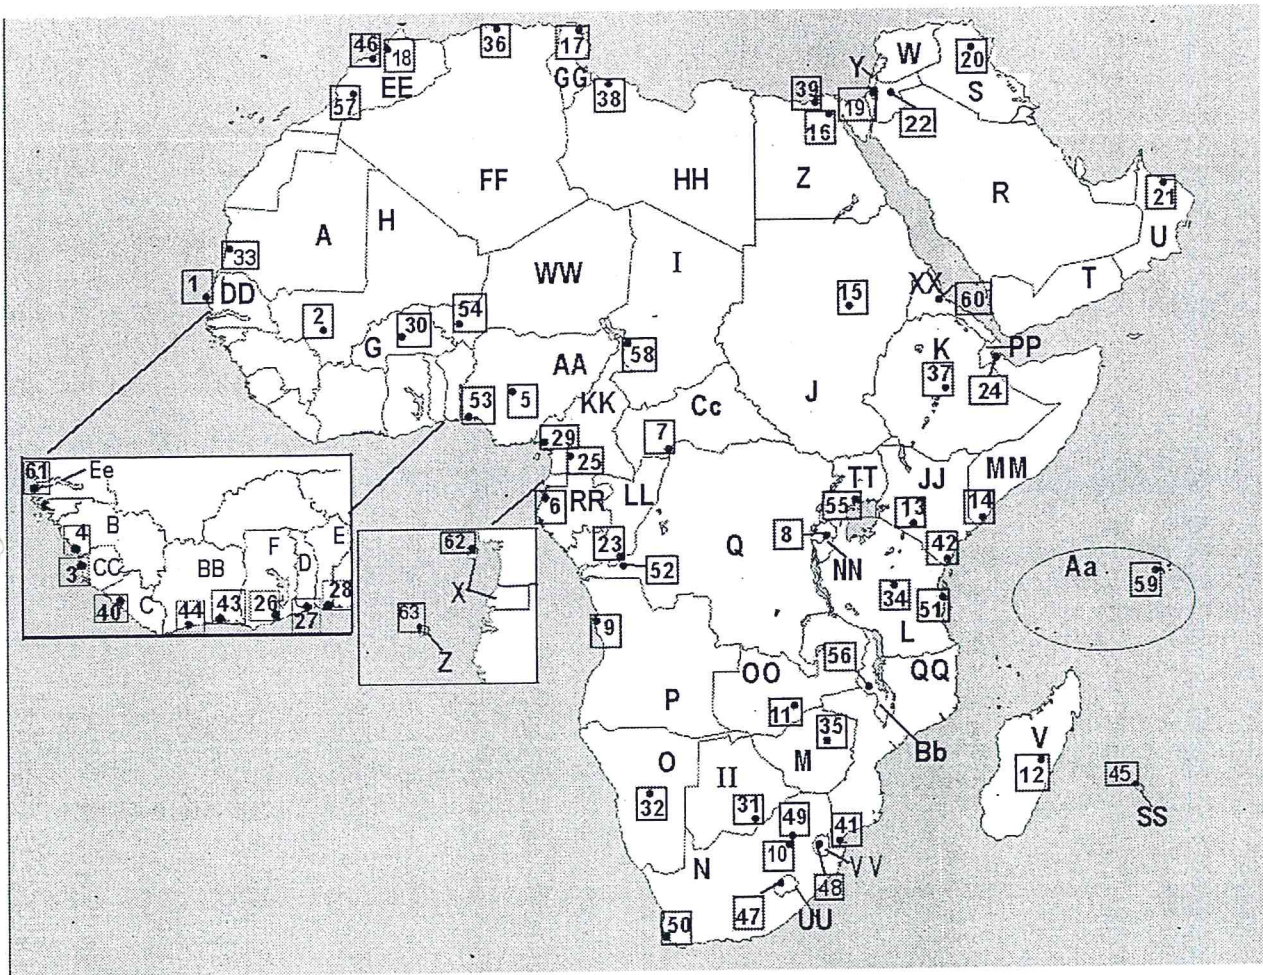 46 18 36 17 W 20
EE GG Y S
57 38 39 19 22
16
FF HH Z R 21
A H
33 I U
1 DD WW XX 60 T
2 54 15
30 K PP
G AA 58 37 24
53 5 KK Cc J
29 7 MM
25 TT JJ
61 Ee 6 RR LL 55 13 14
B 62 23 Q 8 42
4 F E 52 NN Aa
3 CC BB D 34 59
C 28 X 51
40 44 43 26 27 63 9 L
Z 56
OO QQ
P 11 Bb
35 V
O II M 12 45
32 31 49 41 SS
10 VV
N 48
47 UU
50